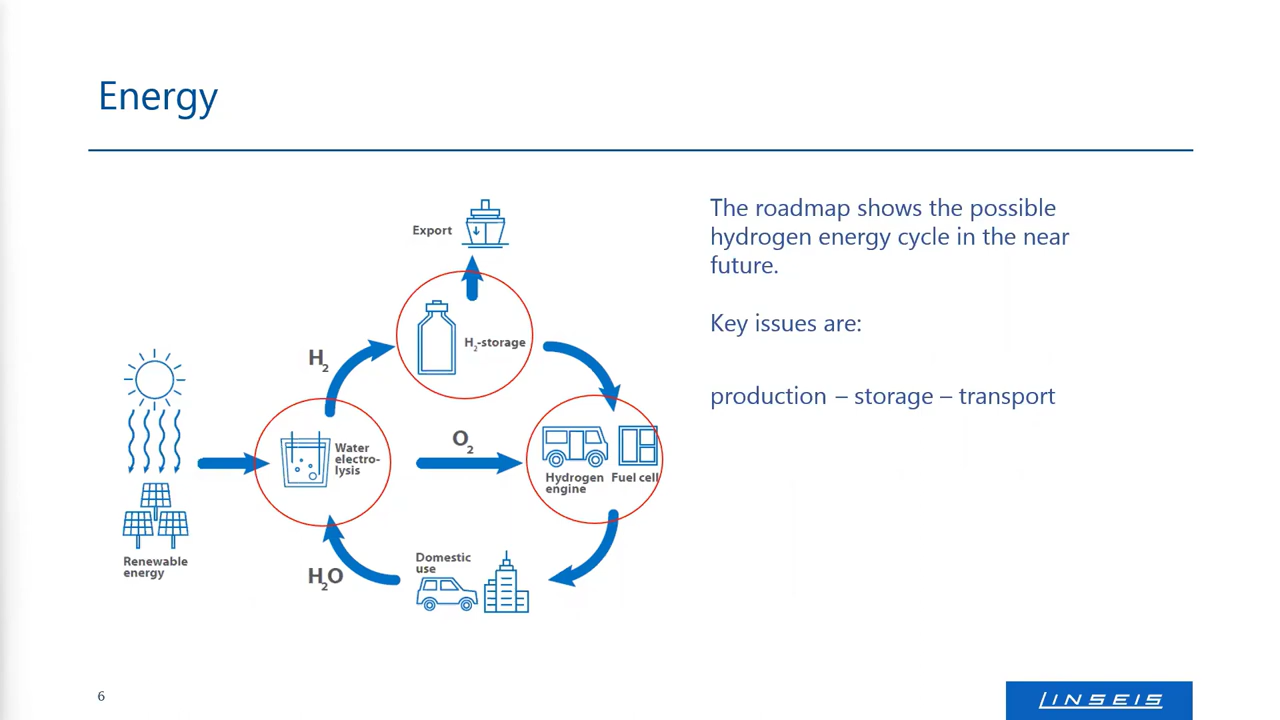 Energy
Export
H2-storage
H2
Water
electro-
lysis
O2
Hydrogen
engine
Fuel cell
Renewable
energy
H2O
Domestic
use
The roadmap shows the possible
hydrogen energy cycle in the near
future.
Key issues are:
production – storage – transport
6
LINSEIS